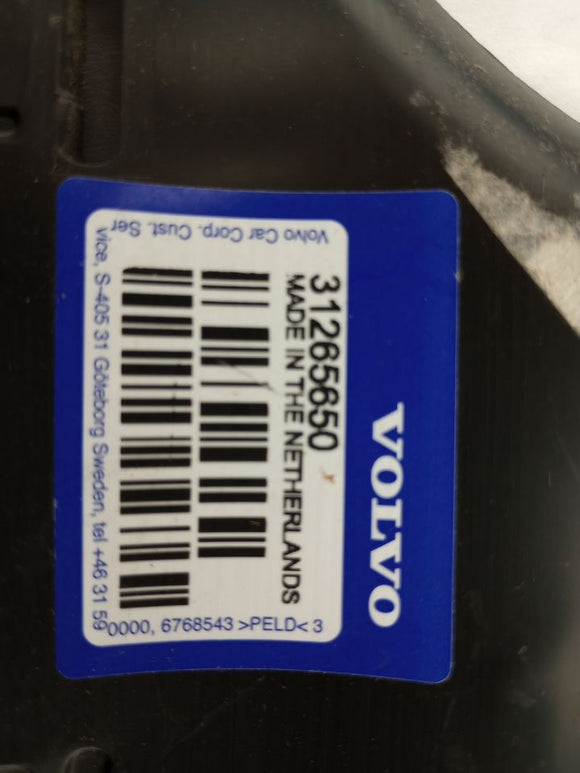 VOLVO
31265650
MADE IN THE NETHERLANDS
Volvo Car Corp. Cust. Ser
vice, S-405 31 Göteborg Sweden, tel +46 31 59
0000, 6768543 >PELD< 3